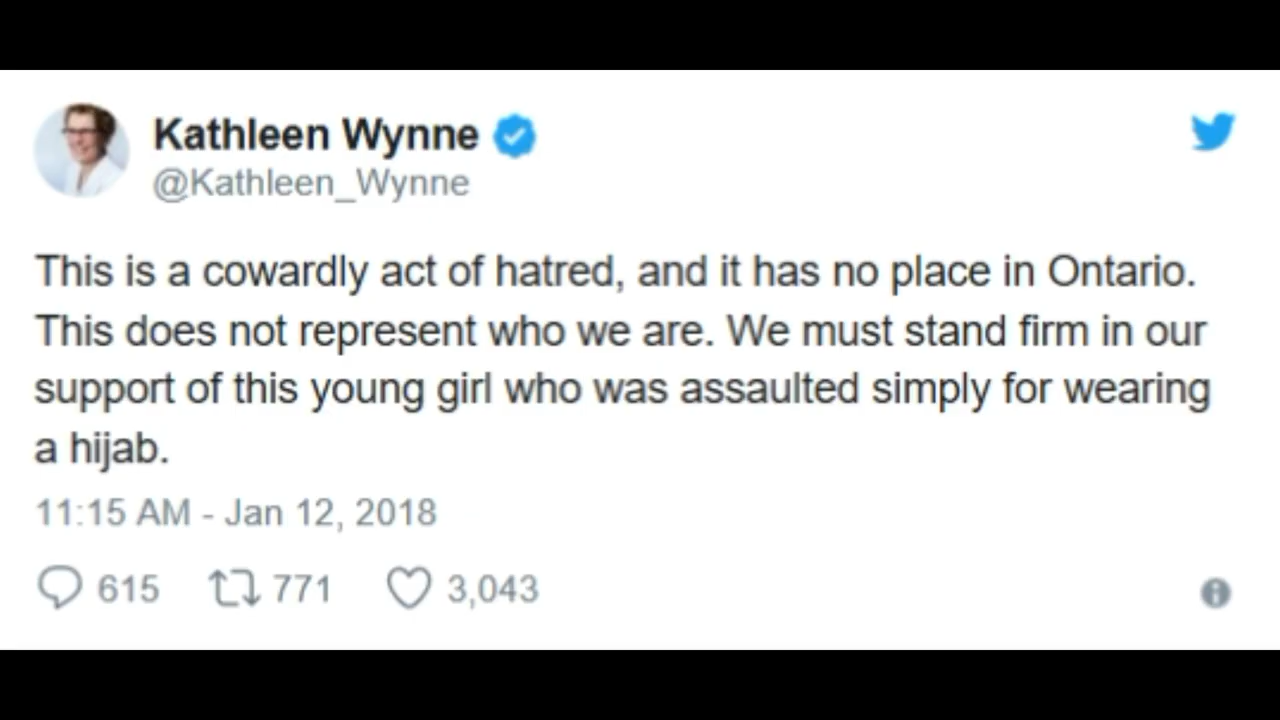 Kathleen Wynne
@Kathleen_Wynne
This is a cowardly act of hatred, and it has no place in Ontario.
This does not represent who we are. We must stand firm in our
support of this young girl who was assaulted simply for wearing
a hijab.
11:15 AM - Jan 12, 2018
615 771 3,043